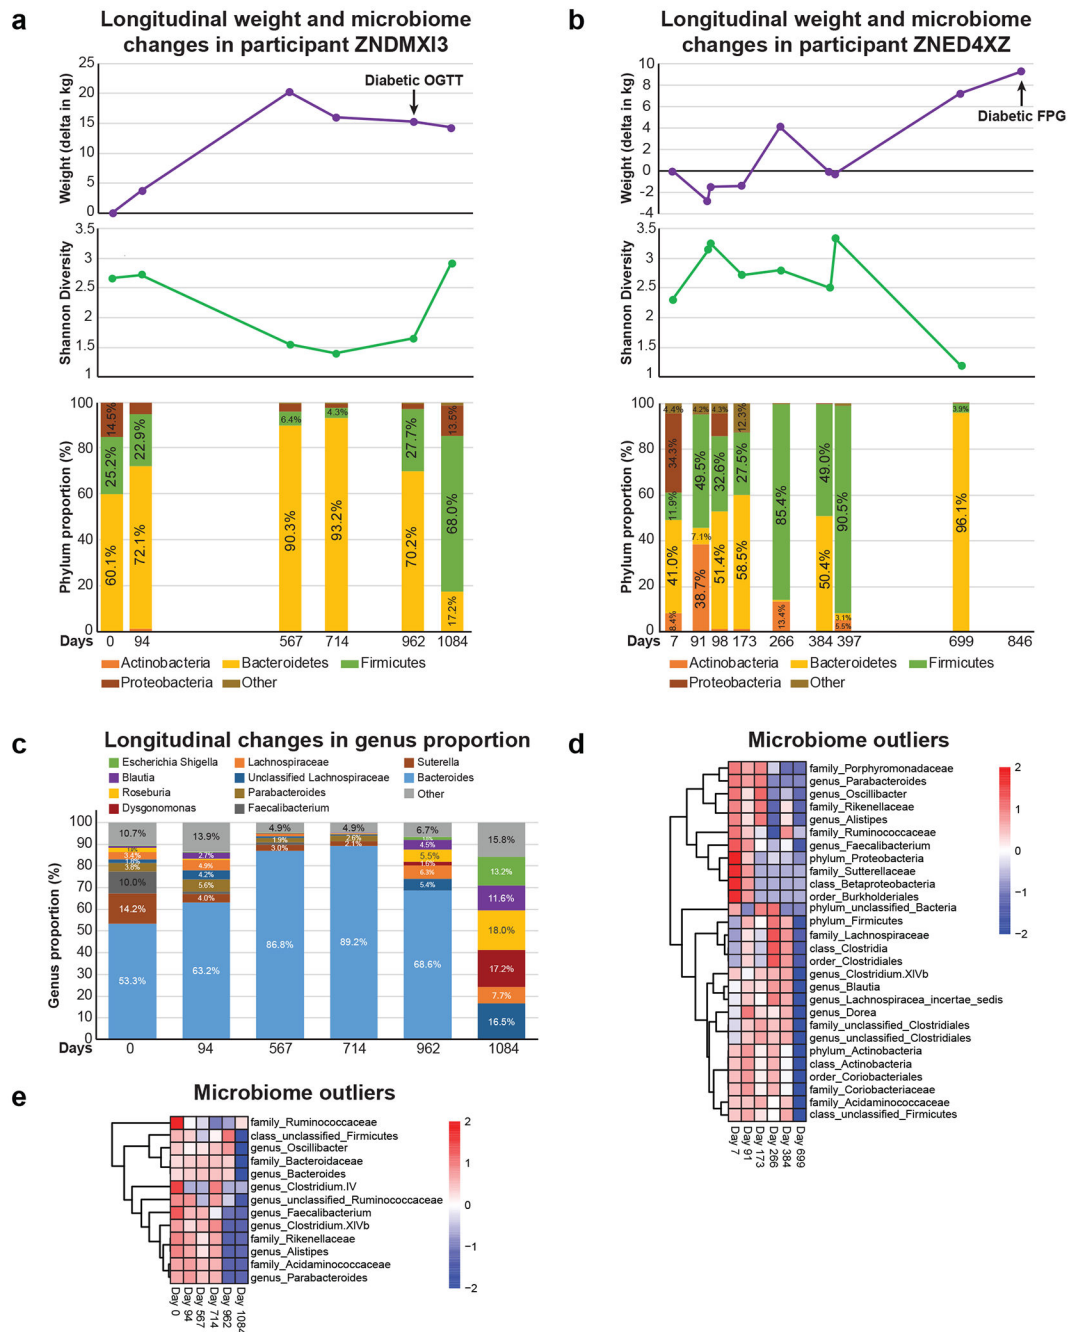 a
Longitudinal weight and microbiome
changes in participant ZNDMXI3
Weight (delta in kg)
25
20
15
10
5
0
Diabetic OGTT
Shannon Diversity
3.5
3
2.5
2
1.5
1
Phylum proportion (%)
100
80
60
40
20
0
14.5%
25.2%
60.1%
22.9%
72.1%
6.4%
90.3%
4.3%
93.2%
27.7%
70.2%
13.5%
68.0%
17.2%
Days 0 94 567 714 962 1084
Actinobacteria Bacteroidetes Firmicutes
Proteobacteria Other
b
Longitudinal weight and microbiome
changes in participant ZNED4XZ
Weight (delta in kg)
10
8
6
4
2
0
-2
-4
Diabetic FPG
Shannon Diversity
3.5
3
2.5
2
1.5
1
Phylum proportion (%)
100
80
60
40
20
0
4.4%
34.3%
11.9%
41.0%
8.4%
4.2%
49.5%
7.1%
38.7%
4.3%
32.6%
51.4%
12.3%
27.5%
58.5%
85.4%
13.4%
49.0%
50.4%
90.5%
3.1%
5.5%
3.9%
96.1%
Days 7 91 98 173 266 384 397 699 846
Actinobacteria Bacteroidetes Firmicutes
Proteobacteria Other
c
Longitudinal changes in genus proportion
Escherichia Shigella Lachnospiraceae Suterella
Blautia Unclassified Lachnospiraceae Bacteroides
Roseburia Parabacteroides Other
Dysgonomonas Faecalibacterium
Genus proportion (%)
100
90
80
70
60
50
40
30
20
10
0
10.7%
3.4%
3.8%
10.0%
14.2%
53.3%
13.9%
2.7%
4.9%
4.2%
5.6%
4.0%
63.2%
4.9%
1.9%
3.0%
86.8%
4.9%
2.6%
2.1%
89.2%
6.7%
4.5%
5.5%
6.3%
5.4%
68.6%
15.8%
13.2%
11.6%
18.0%
17.2%
7.7%
16.5%
Days 0 94 567 714 962 1084
d
Microbiome outliers
family_Porphyromonadaceae
genus_Parabacteroides
genus_Oscillibacter
family_Rikenellaceae
genus_Alistipes
family_Ruminococcaceae
genus_Faecalibacterium
phylum_Proteobacteria
family_Sutterellaceae
class_Betaproteobacteria
order_Burkholderiales
phylum_unclassified_Bacteria
phylum_Firmicutes
family_Lachnospiraceae
class_Clostridia
order_Clostridiales
genus_Clostridium.XIVb
genus_Blautia
genus_Lachnospiracea_incertae_sedis
genus_Dorea
family_unclassified_Clostridiales
genus_unclassified_Clostridiales
phylum_Actinobacteria
class_Actinobacteria
order_Coriobacteriales
family_Coriobacteriaceae
family_Acidaminococcaceae
class_unclassified_Firmicutes
Day 7
Day 91
Day 173
Day 266
Day 384
Day 699
2
1
0
−1
−2
e
Microbiome outliers
family_Ruminococcaceae
class_unclassified_Firmicutes
genus_Oscillibacter
family_Bacteroidaceae
genus_Bacteroides
genus_Clostridium.IV
genus_unclassified_Ruminococcaceae
genus_Faecalibacterium
genus_Clostridium.XIVb
family_Rikenellaceae
genus_Alistipes
family_Acidaminococcaceae
genus_Parabacteroides
Day 0
Day 94
Day 567
Day 714
Day 962
Day 1084
2
1
0
−1
−2